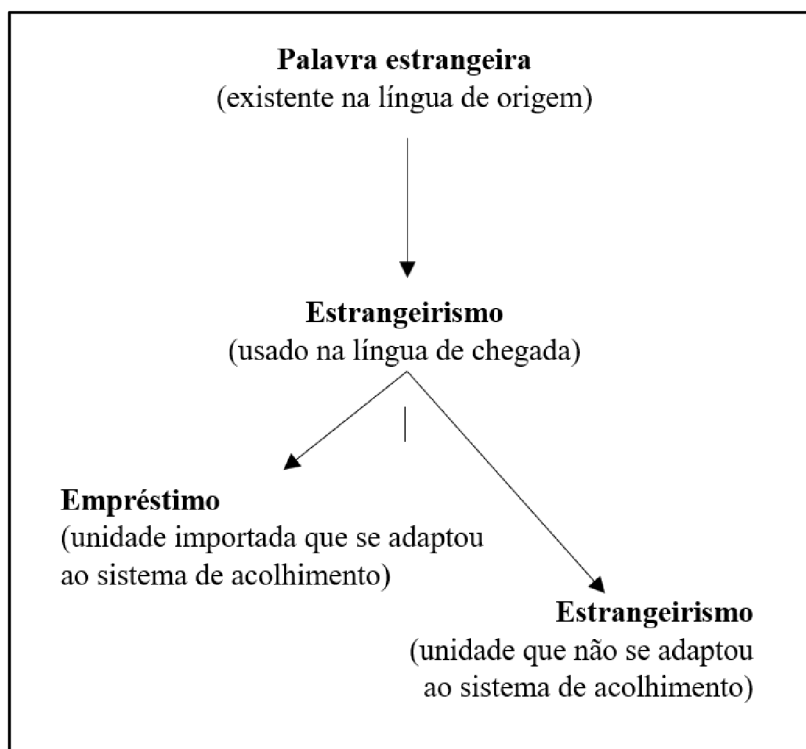 Palavra estrangeira
(existente na língua de origem)
Estrangeirismo
(usado na língua de chegada)
Empréstimo
(unidade importada que se adaptou
ao sistema de acolhimento)
Estrangeirismo
(unidade que não se adaptou
ao sistema de acolhimento)